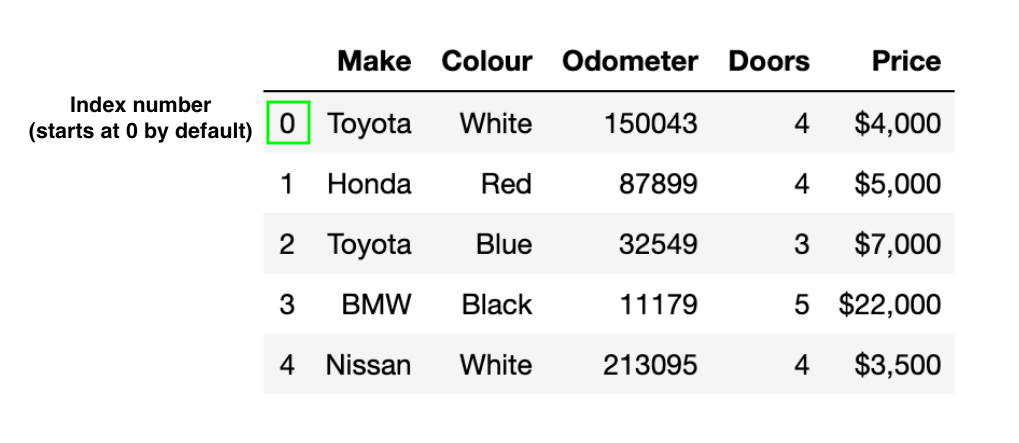 Make Colour Odometer Doors Price
Index number
(starts at 0 by default)
0 Toyota White 150043 4 $4,000
1 Honda Red 87899 4 $5,000
2 Toyota Blue 32549 3 $7,000
3 BMW Black 11179 5 $22,000
4 Nissan White 213095 4 $3,500